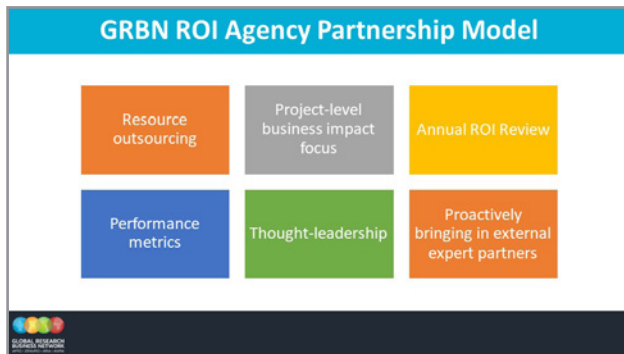 GRBN ROI Agency Partnership Model
Resource
outsourcing
Project-level
business impact
focus
Annual ROI Review
Performance
metrics
Thought-leadership
Proactively
bringing in external
expert partners
GLOBAL RESEARCH
BUSINESS NETWORK